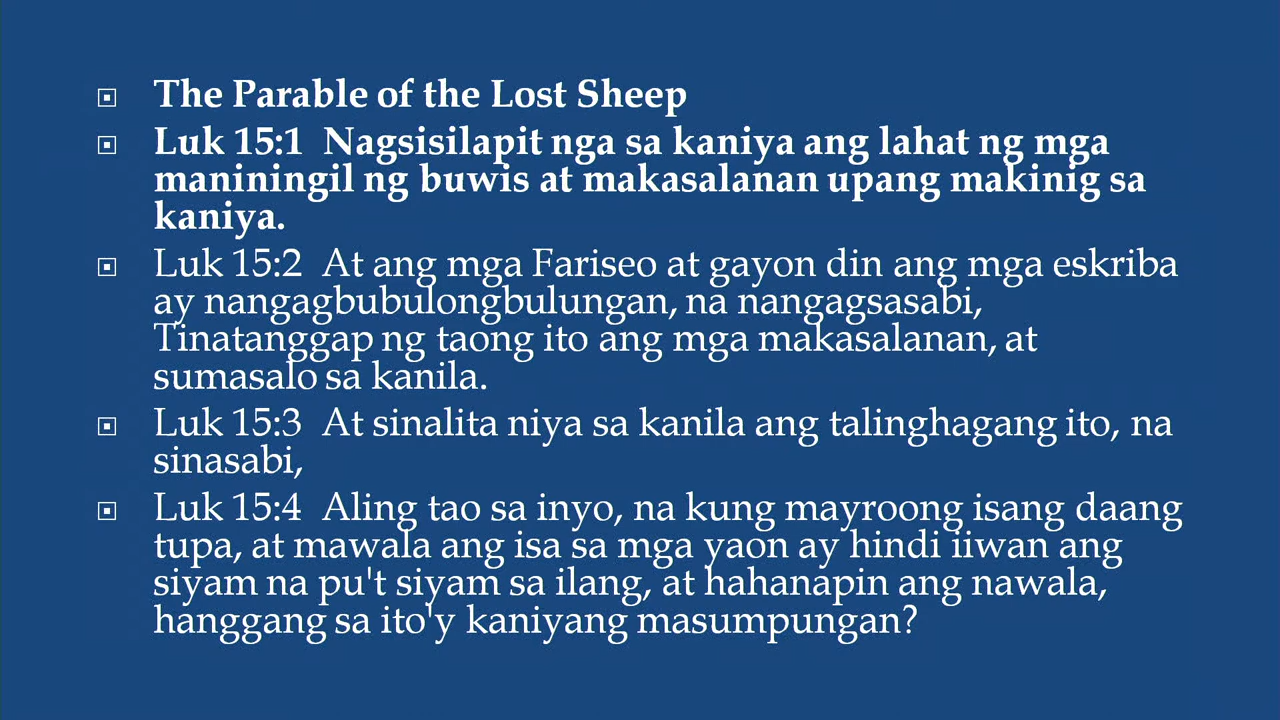 The Parable of the Lost Sheep
Luk 15:1 Nagsisilapit nga sa kaniya ang lahat ng mga
maniningil ng buwis at makasalanan upang makinig sa
kaniya.
Luk 15:2 At ang mga Fariseo at gayon din ang mga eskriba
ay nangagbubulongbulungan, na nangagsasabi,
Tinatanggap ng taong ito ang mga makasalanan, at
sumasalo sa kanila.
Luk 15:3 At sinalita niya sa kanila ang talinghagang ito, na
sinasabi,
Luk 15:4 Aling tao sa inyo, na kung mayroong isang daang
tupa, at mawala ang isa sa mga yaon ay hindi iiwan ang
siyam na pu't siyam sa ilang, at hahanapin ang nawala,
hanggang sa ito'y kaniyang masumpungan?